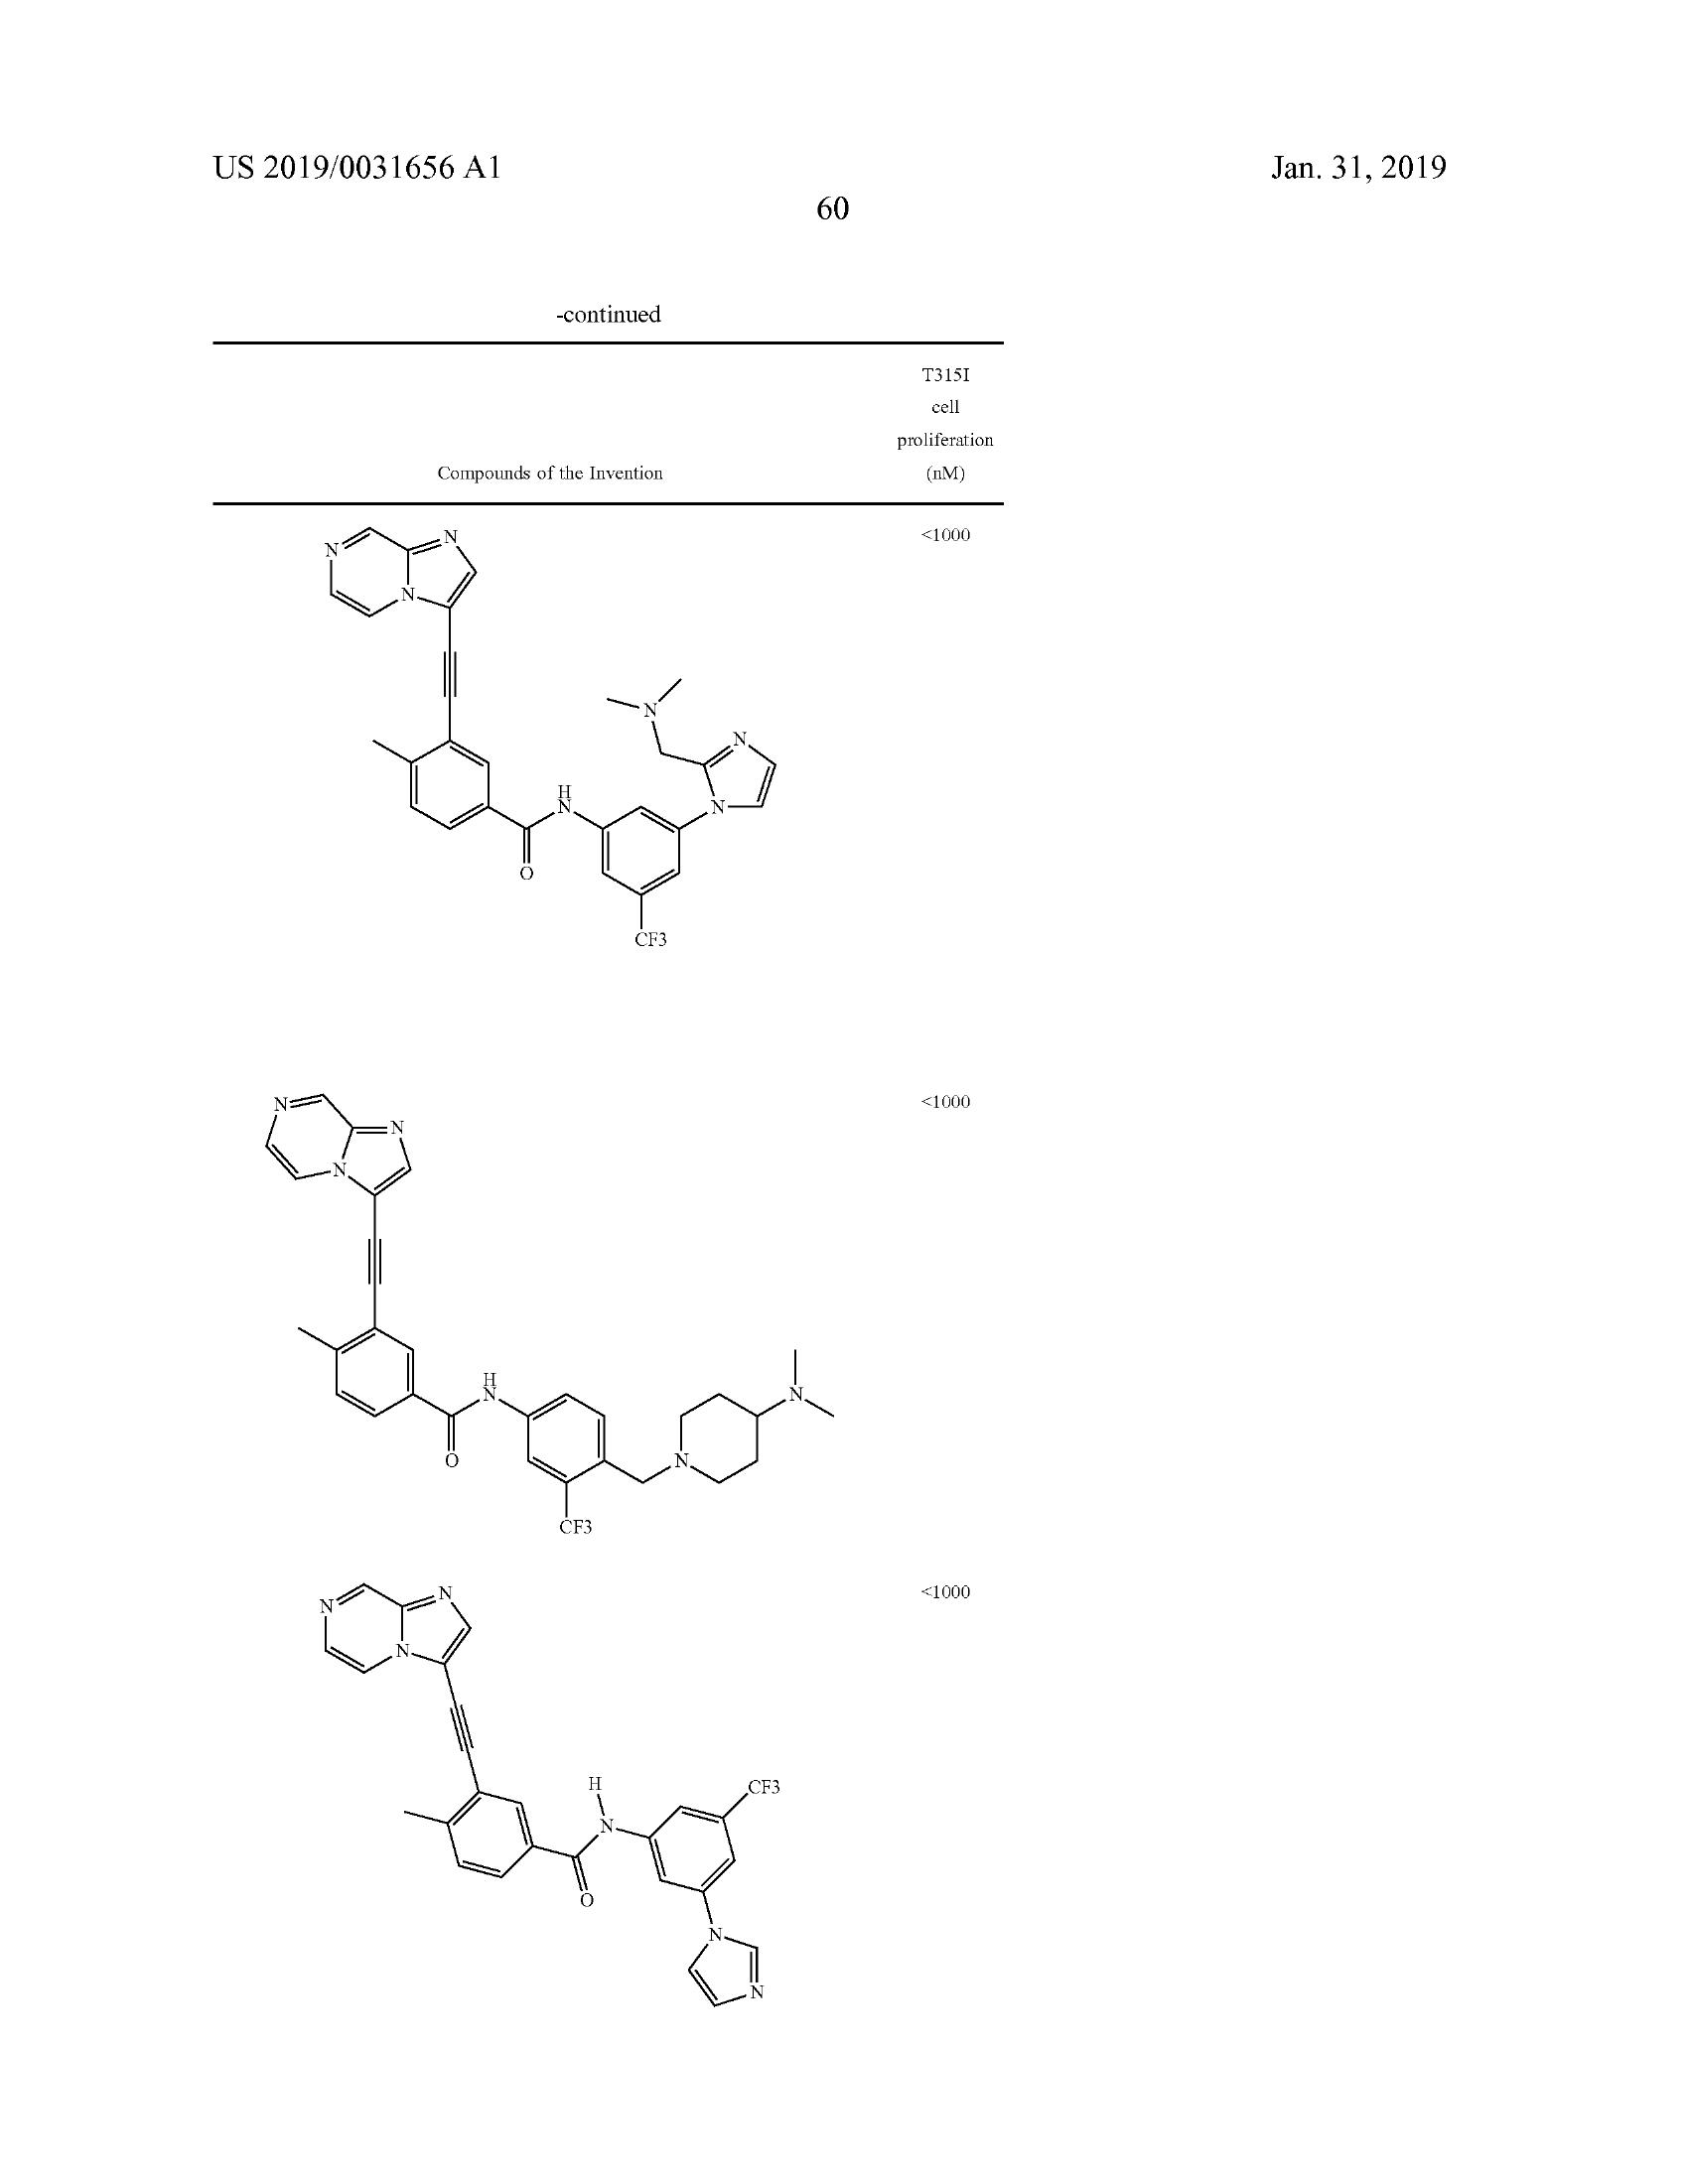 US 2019/0031656 A1
Jan. 31, 2019
60
-continued
T315I
cell
proliferation
Compounds of the Invention
(nM)
<1000
N
N
N
N
N
H
N
N
O
CF3
<1000
N
N
N
H
N
N
N
O
CF3
<1000
N
N
N
H
CF3
N
O
N
N